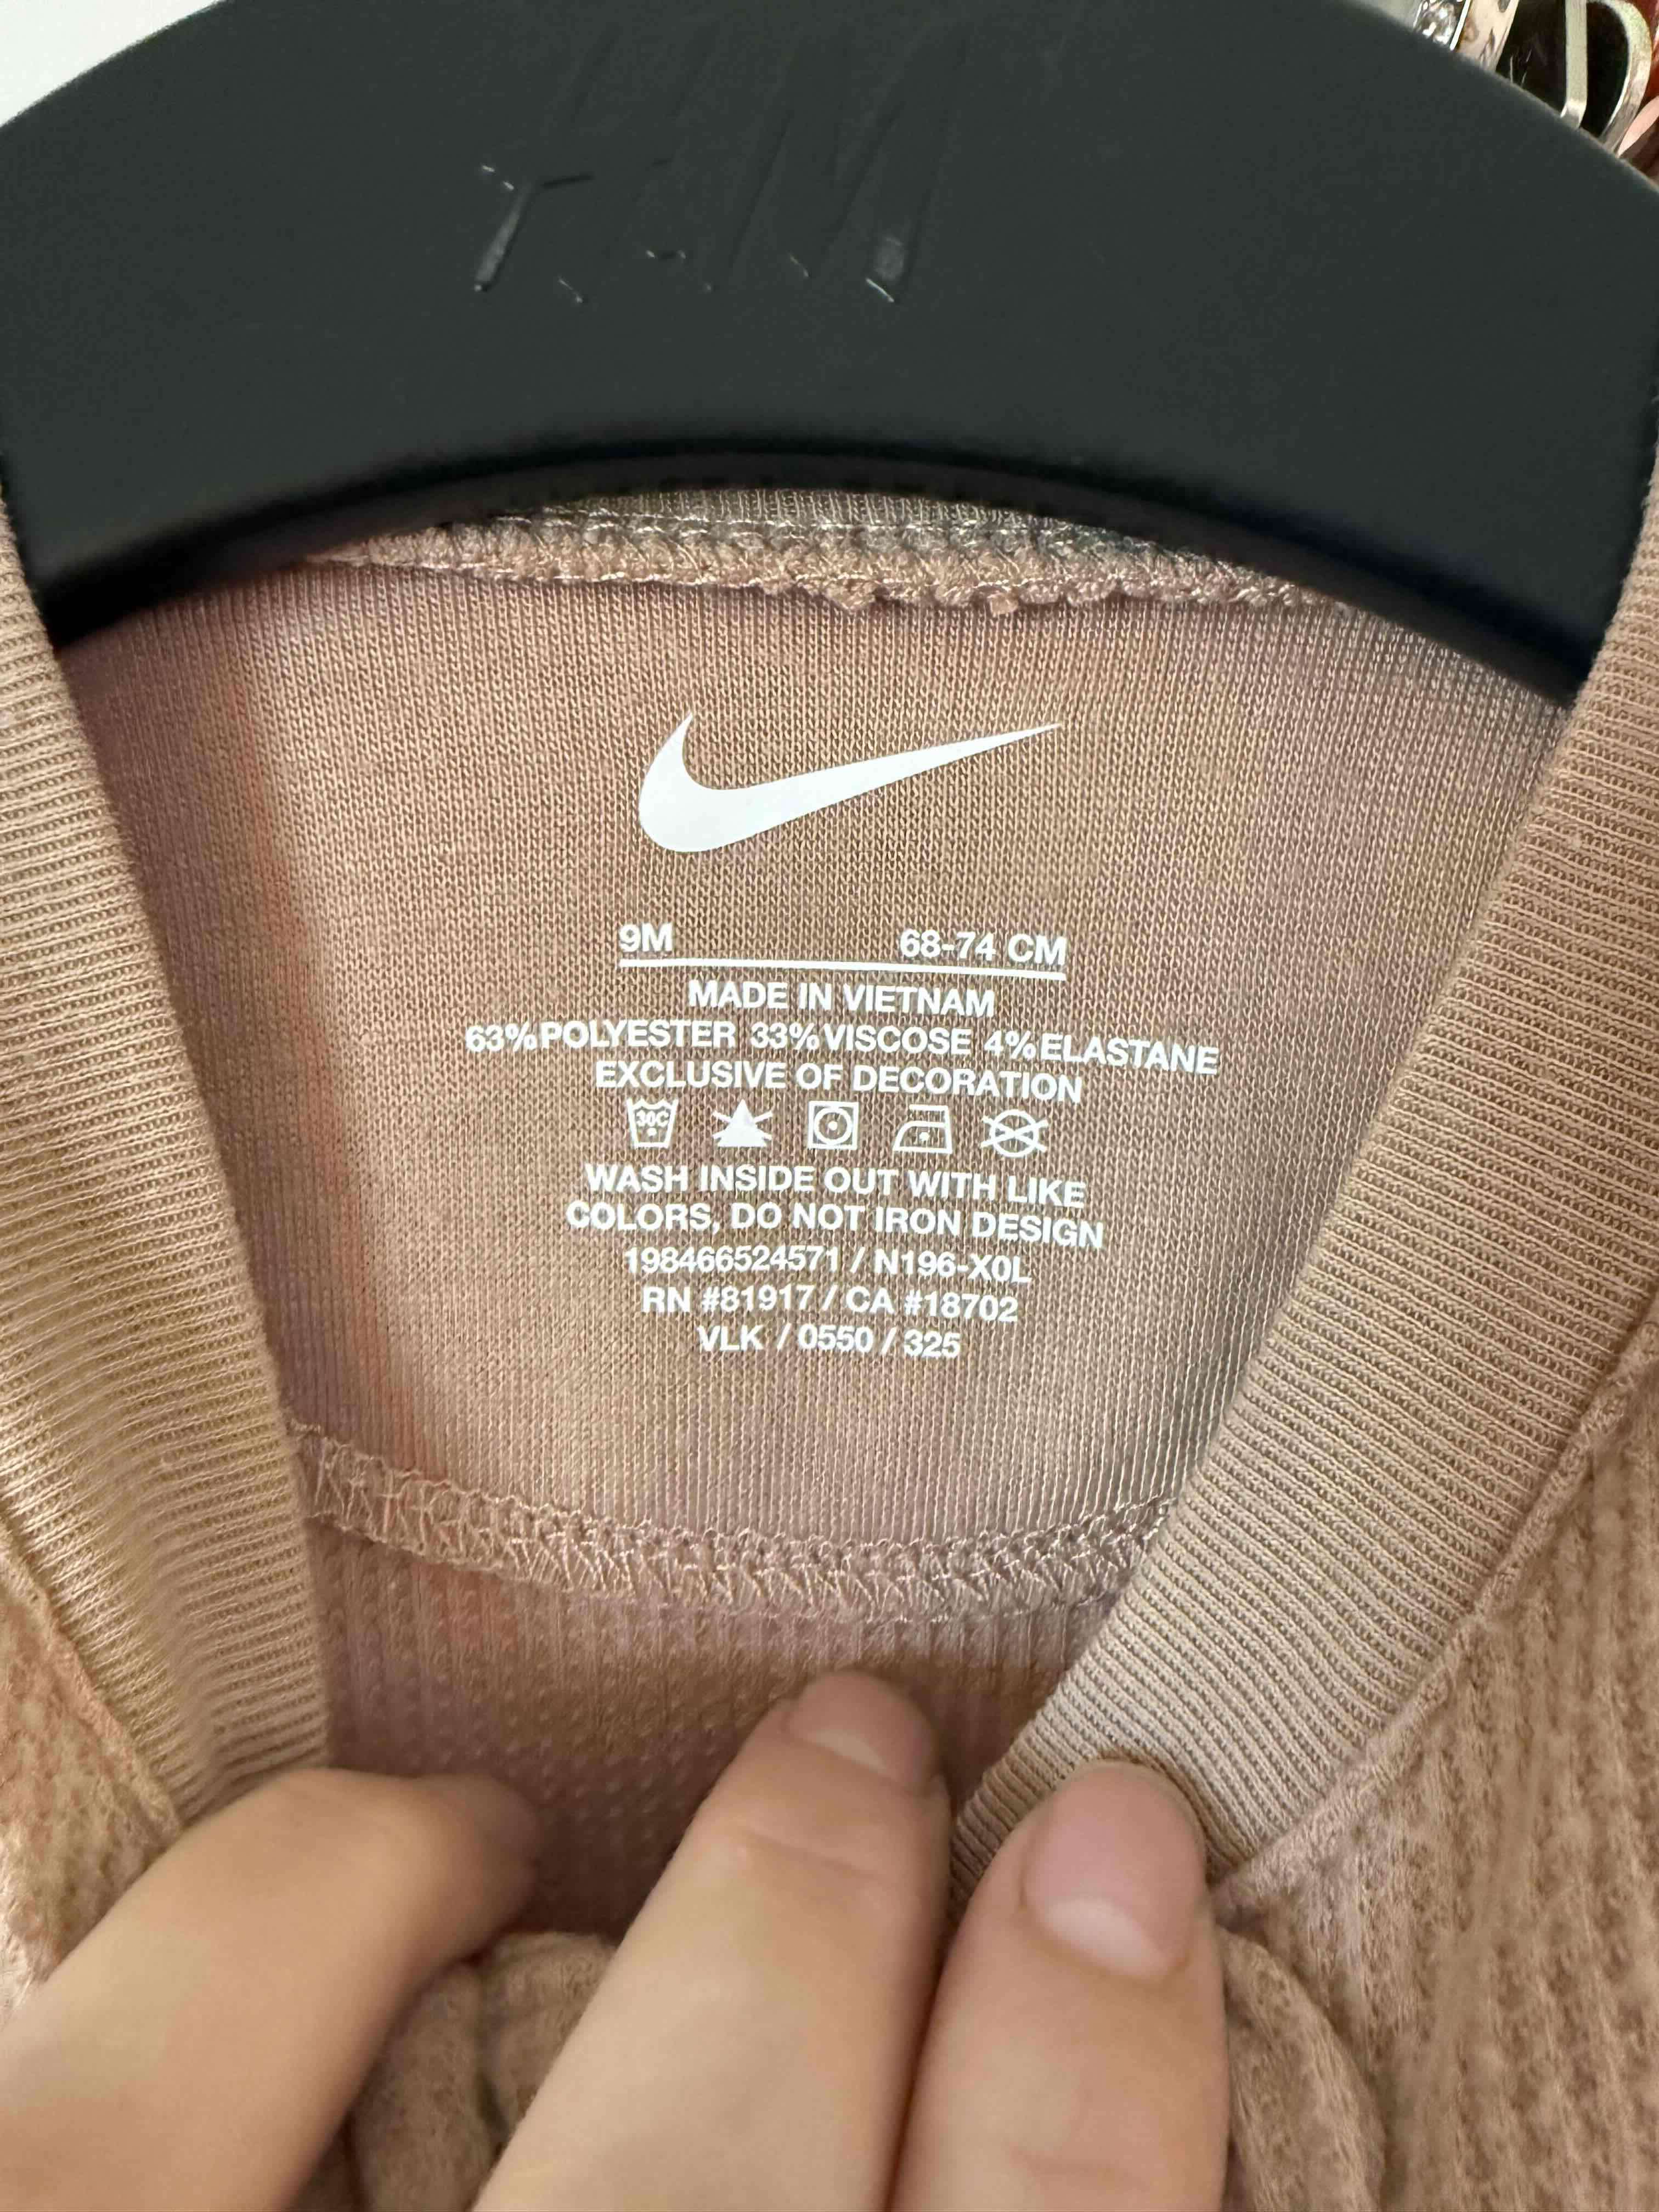 9M 68-74 CM
MADE IN VIETNAM
63%POLYESTER 33%VISCOSE 4%ELASTANE
EXCLUSIVE OF DECORATION
30C
WASH INSIDE OUT WITH LIKE
COLORS, DO NOT IRON DESIGN
198466524571 / N196-X0L
RN #81917 / CA #18702
VLK / 0550 / 325